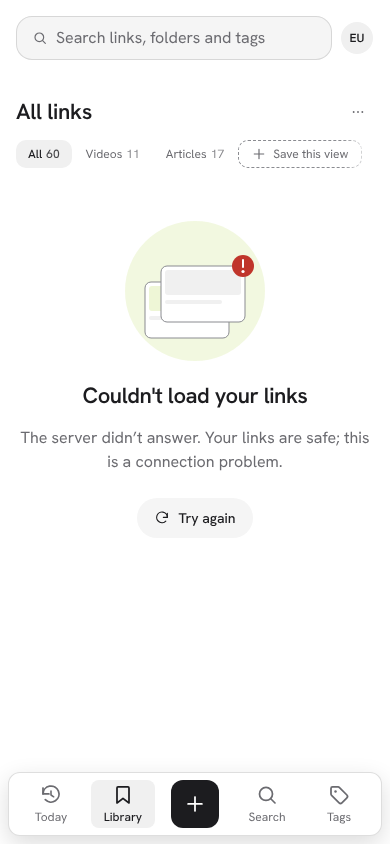 Search links, folders and tags
EU
All links
All 60 Videos 11 Articles 17 Save this view
Couldn't load your links
The server didn’t answer. Your links are safe; this
is a connection problem.
Try again
Today Library Search Tags